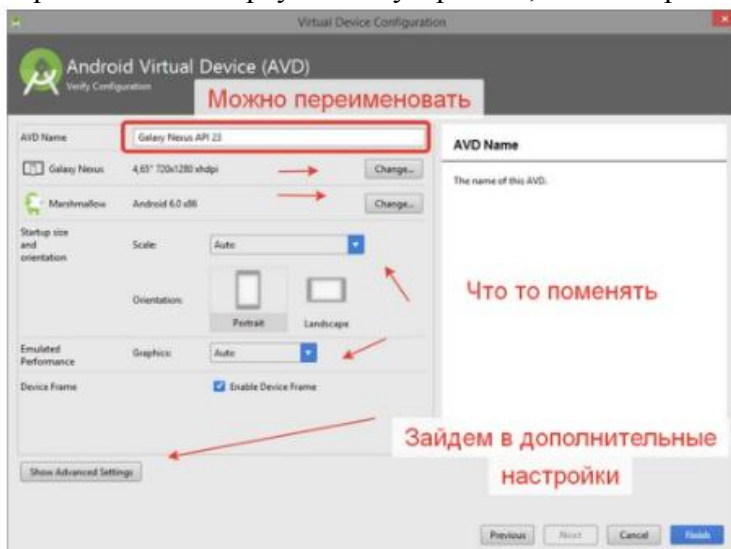 Virtual Device Configuration
Android Virtual Device (AVD)
Verify Configuration
Можно переименовать
AVD Name
Galaxy Nexus API 23
AVD Name
Galaxy Nexus
4,65" 720x1280 xhdpi
Change...
The name of this AVD.
Marshmallow
Android 6.0 x86
Change...
Startup size
and
orientation
Scale:
Auto
Что то поменять
Orientation:
Portrait
Landscape
Emulated
Performance
Graphics:
Auto
Device Frame
Enable Device Frame
Зайдем в дополнительные
настройки
Show Advanced Settings
Previous
Next
Cancel
Finish